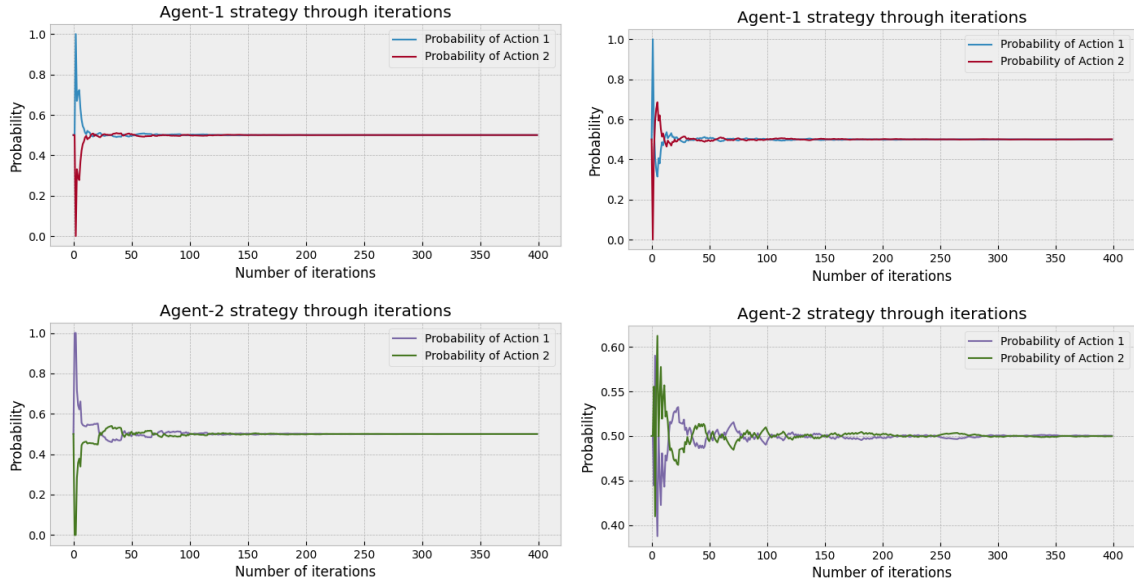 Agent-1 strategy through iterations
Probability of Action 1
Probability of Action 2
Probability
1.0
0.8
0.6
0.4
0.2
0.0
0 50 100 150 200 250 300 350 400
Number of iterations
Agent-1 strategy through iterations
Probability of Action 1
Probability of Action 2
Probability
1.0
0.8
0.6
0.4
0.2
0.0
0 50 100 150 200 250 300 350 400
Number of iterations
Agent-2 strategy through iterations
Probability of Action 1
Probability of Action 2
Probability
1.0
0.8
0.6
0.4
0.2
0.0
0 50 100 150 200 250 300 350 400
Number of iterations
Agent-2 strategy through iterations
Probability of Action 1
Probability of Action 2
Probability
0.60
0.55
0.50
0.45
0.40
0 50 100 150 200 250 300 350 400
Number of iterations